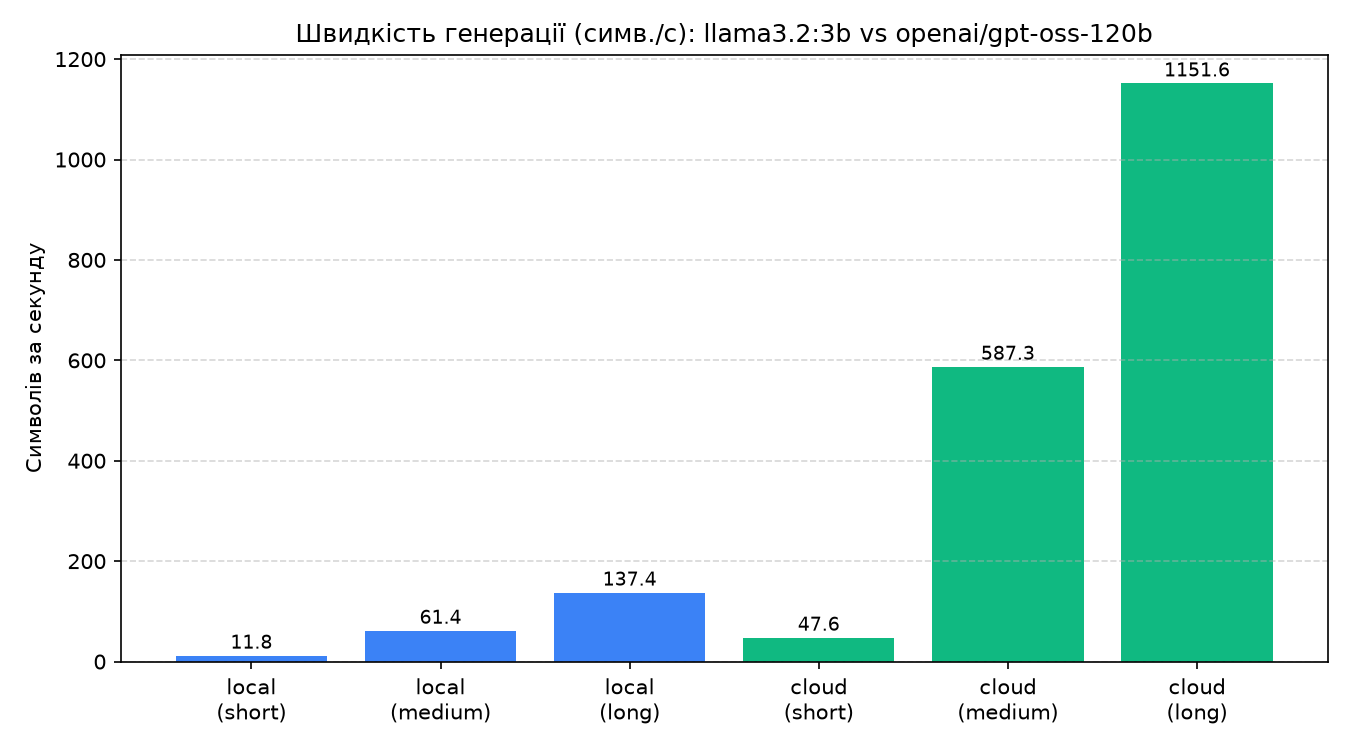 Швидкість генерації (симв./с): llama3.2:3b vs openai/gpt-oss-120b
Символів за секунду
1200
1000
800
600
400
200
0
11.8
61.4
137.4
47.6
587.3
1151.6
local
(short)
local
(medium)
local
(long)
cloud
(short)
cloud
(medium)
cloud
(long)